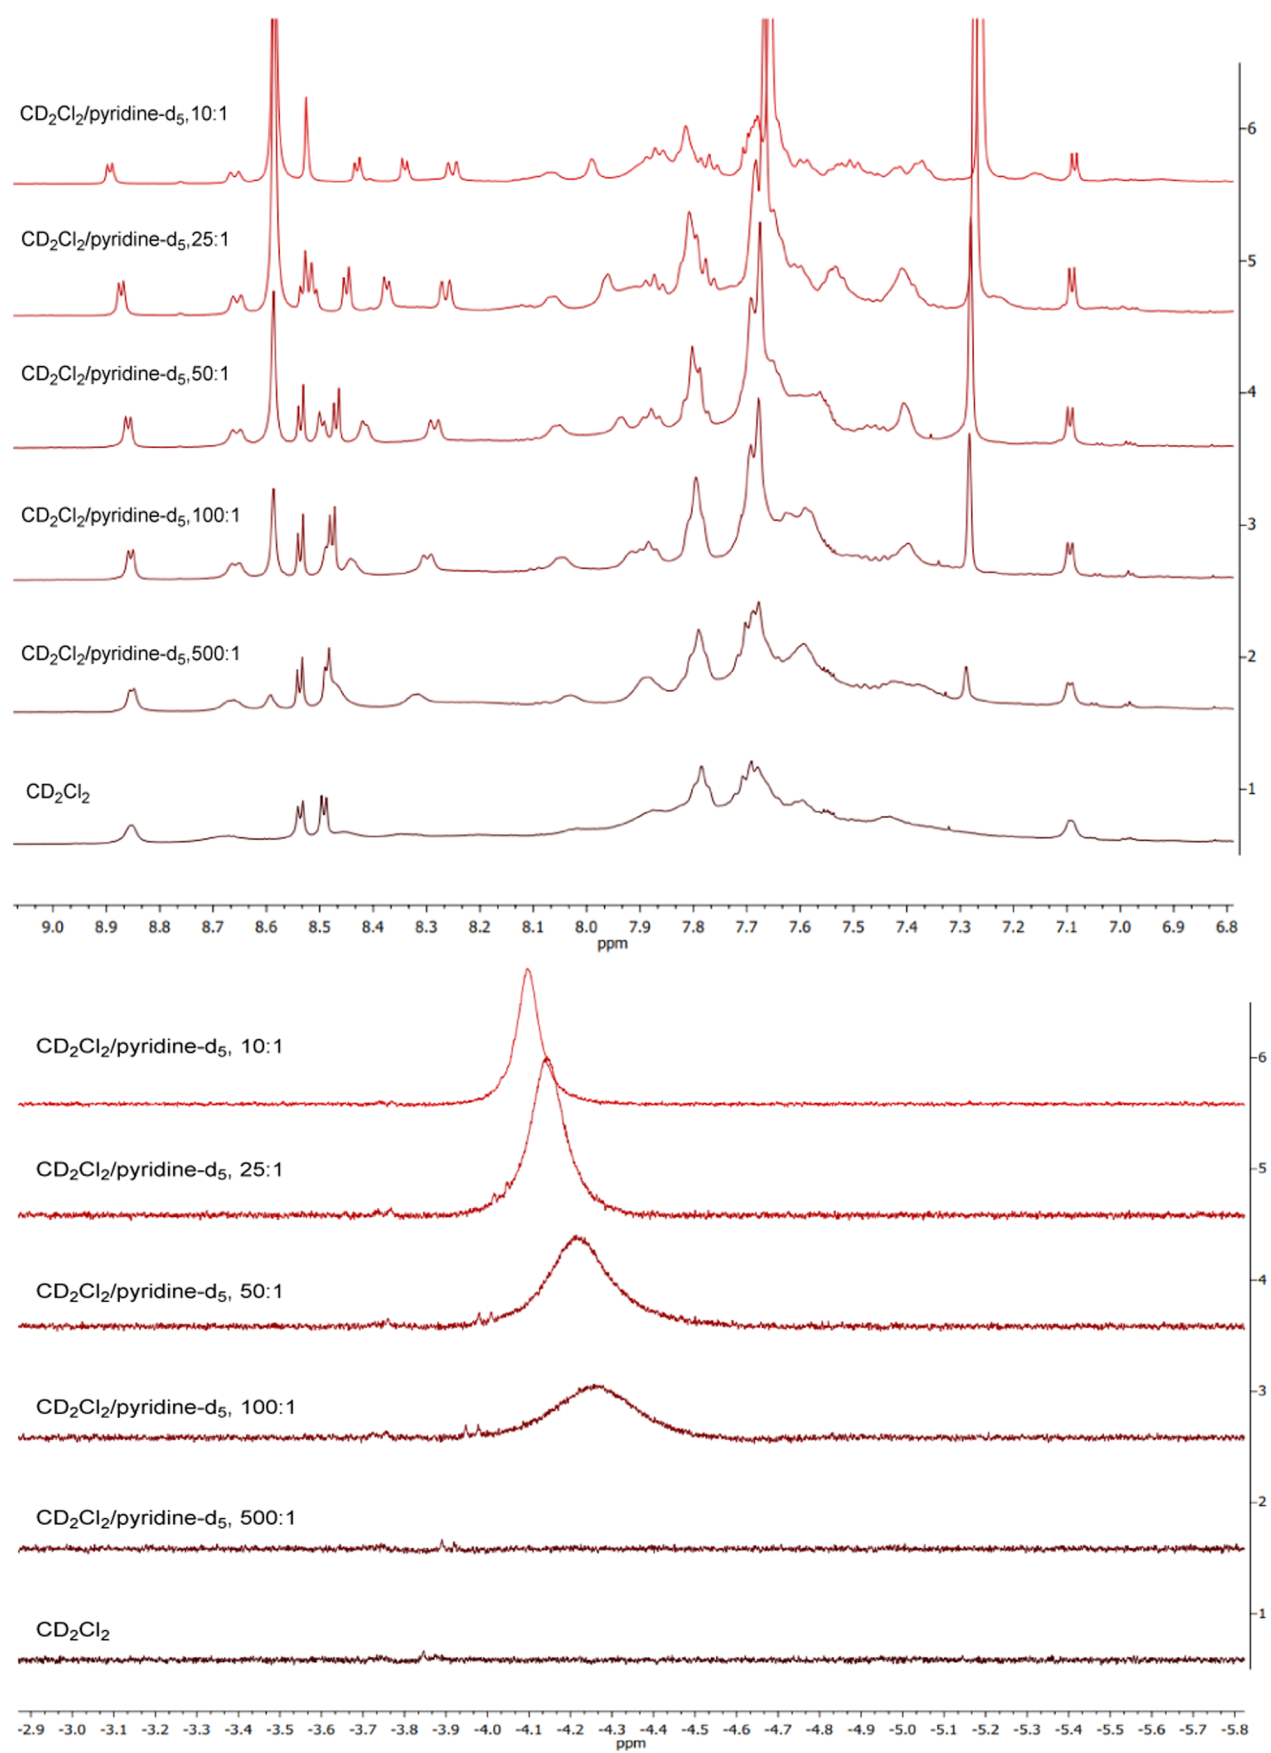 CD2Cl2/pyridine-d5,10:1
6
CD2Cl2/pyridine-d5,25:1
5
CD2Cl2/pyridine-d5,50:1
4
CD2Cl2/pyridine-d5,100:1
3
CD2Cl2/pyridine-d5,500:1
2
CD2Cl2
1
9.0 8.9 8.8 8.7 8.6 8.5 8.4 8.3 8.2 8.1 8.0 7.9 7.8 7.7 7.6 7.5 7.4 7.3 7.2 7.1 7.0 6.9 6.8
ppm
CD2Cl2/pyridine-d5, 10:1
6
CD2Cl2/pyridine-d5, 25:1
5
CD2Cl2/pyridine-d5, 50:1
4
CD2Cl2/pyridine-d5, 100:1
3
CD2Cl2/pyridine-d5, 500:1
2
CD2Cl2
1
-2.9 -3.0 -3.1 -3.2 -3.3 -3.4 -3.5 -3.6 -3.7 -3.8 -3.9 -4.0 -4.1 -4.2 -4.3 -4.4 -4.5 -4.6 -4.7 -4.8 -4.9 -5.0 -5.1 -5.2 -5.3 -5.4 -5.5 -5.6 -5.7 -5.8
ppm